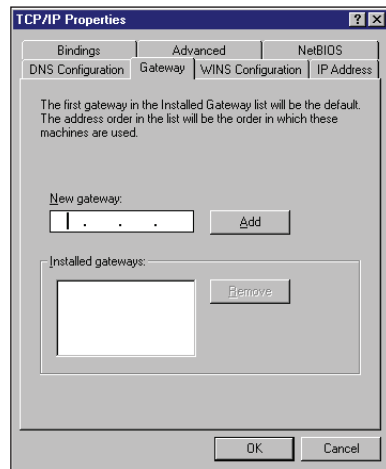 TCP/IP Properties ? X
Bindings Advanced NetBIOS
DNS Configuration Gateway WINS Configuration IP Address
The first gateway in the Installed Gateway list will be the default.
The address order in the list will be the order in which these
machines are used.
New gateway:
. . .
Add
Installed gateways:
Remove
OK Cancel